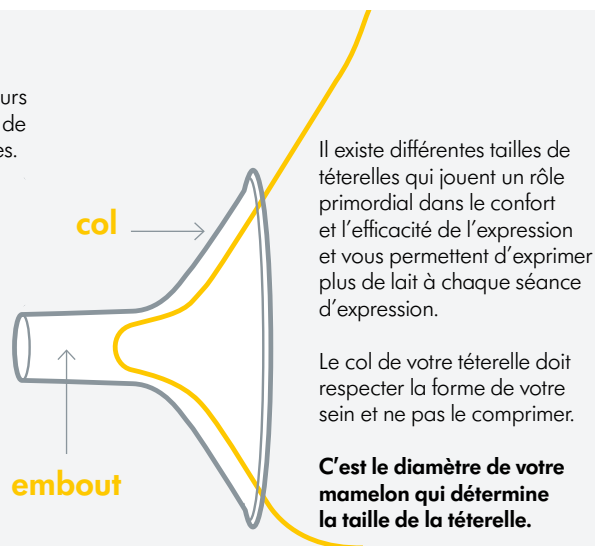 de
Il existe différentes tailles de
téterelles qui jouent un rôle
primordial dans le confort
et l'efficacité de l'expression
et vous permettent d'exprimer
plus de lait à chaque séance
d'expression.
Le col de votre téterelle doit
respecter la forme de votre
sein et ne pas le comprimer.
C'est le diamètre de votre
mamelon qui détermine
la taille de la téterelle.
col
embout